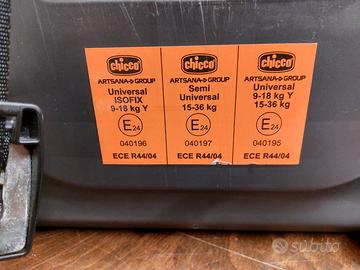 chicco
ARTSANA GROUP
Universal
ISOFIX
9-18 kg Y
E24
040196
ECE R44/04
chicco
ARTSANA GROUP
Semi
Universal
15-36 kg
E24
040197
ECE R44/04
chicco
ARTSANA GROUP
Universal
9-18 kg Y
15-36 kg
E24
040195
ECE R44/04
subito